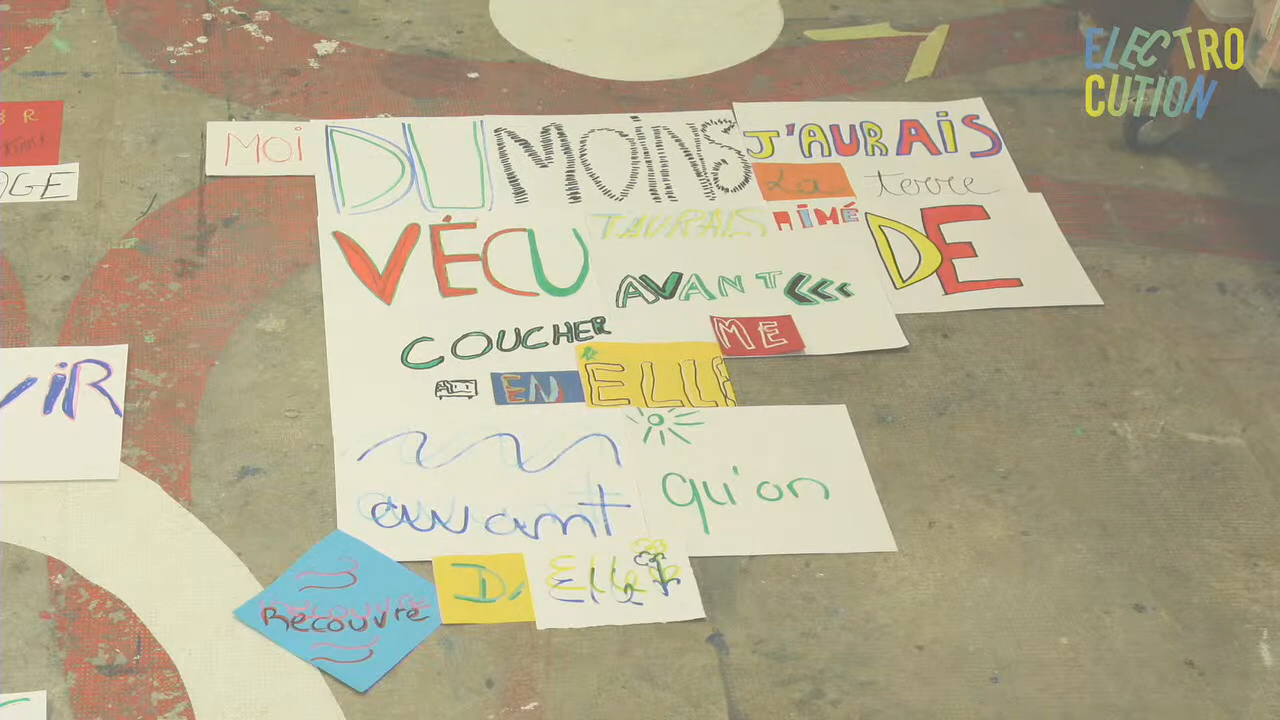 ELECTRO
CUTION
MOI DU MOINS J'AURAIS
La terre
VÉCU J'AURAIS AIMÉ DE
AVANT
COUCHER ME
EN ELLE
avant qu'on
Recouvre D' Elle
OGE
IR